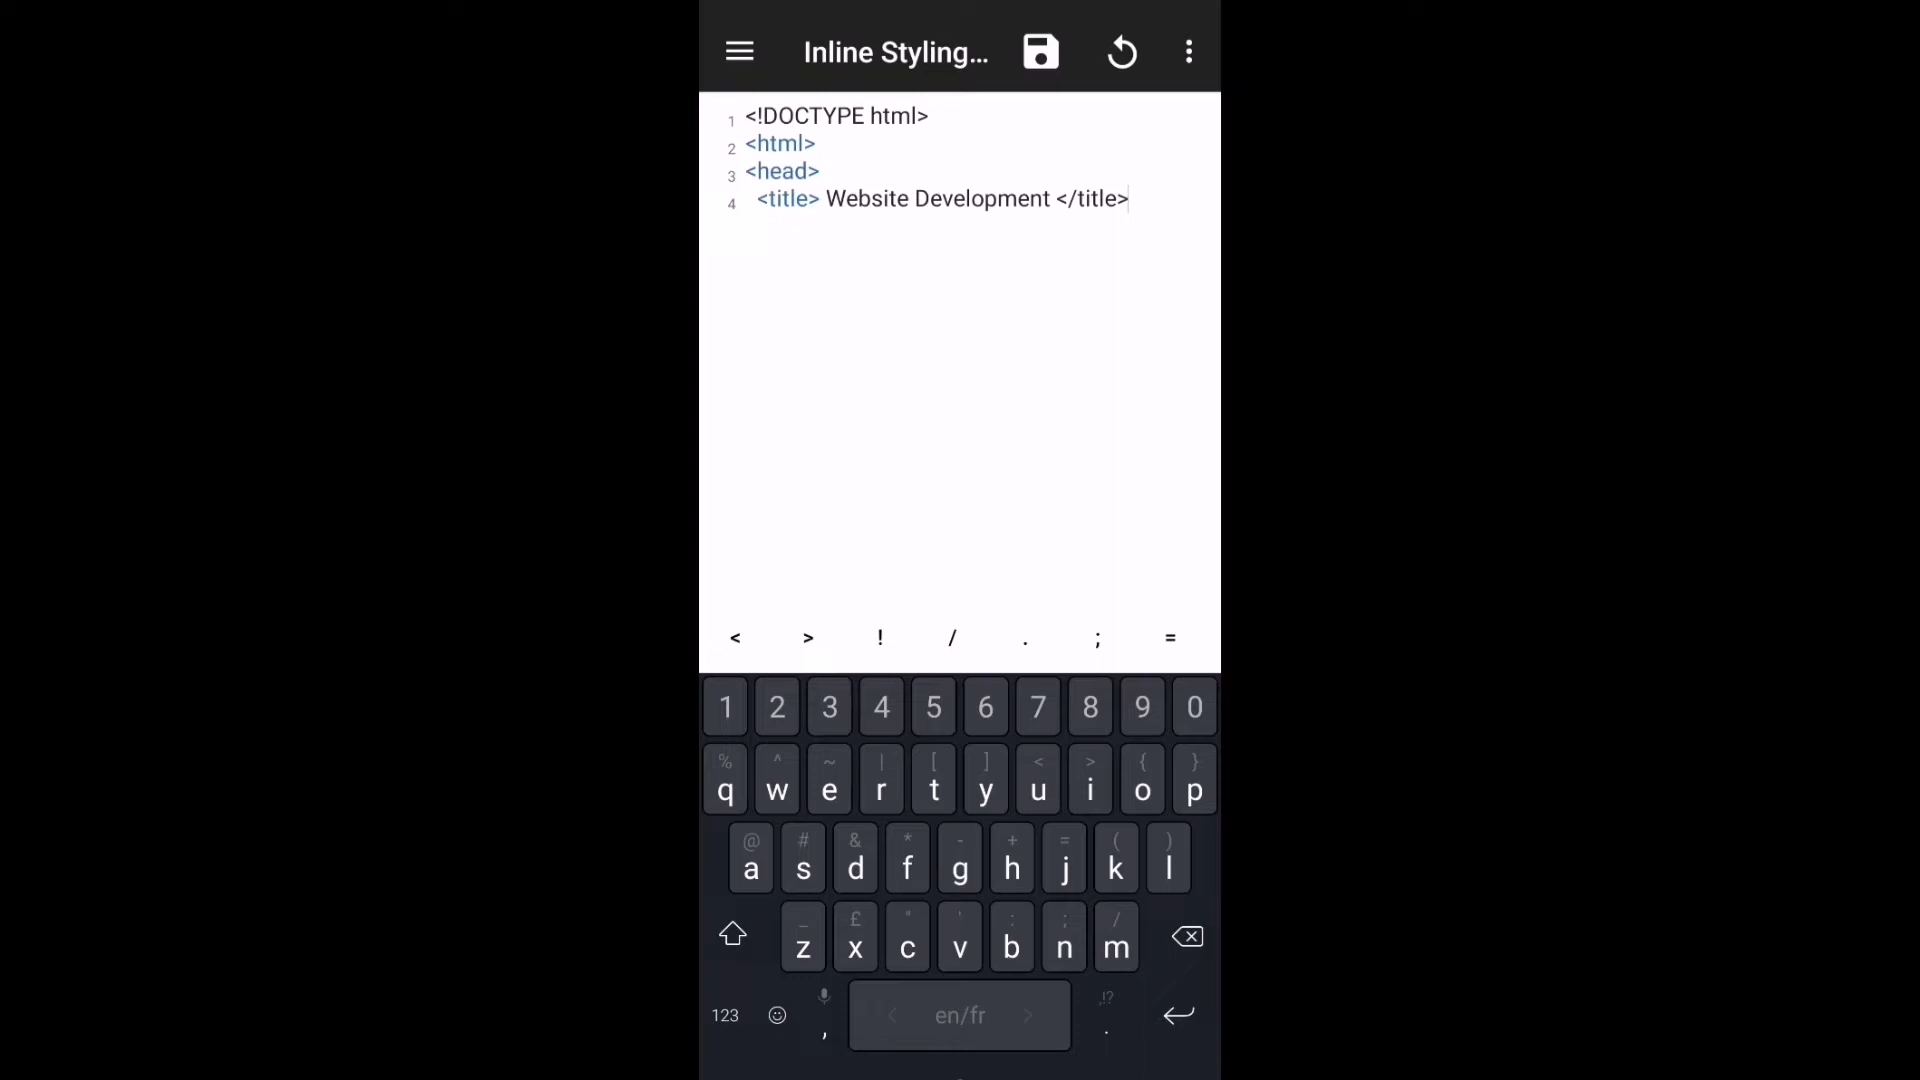 Inline Styling...
1 <!DOCTYPE html>
2 <html>
3 <head>
4 <title> Website Development </title>
< > ! / . ; =
1 2 3 4 5 6 7 8 9 0
% ^ ~ | [ ] < > { }
q w e r t y u i o p
@ # & * - + = ( )
a s d f g h j k l
_ £ " ' : ; /
z x c v b n m
,!?
123 , < en/fr > .